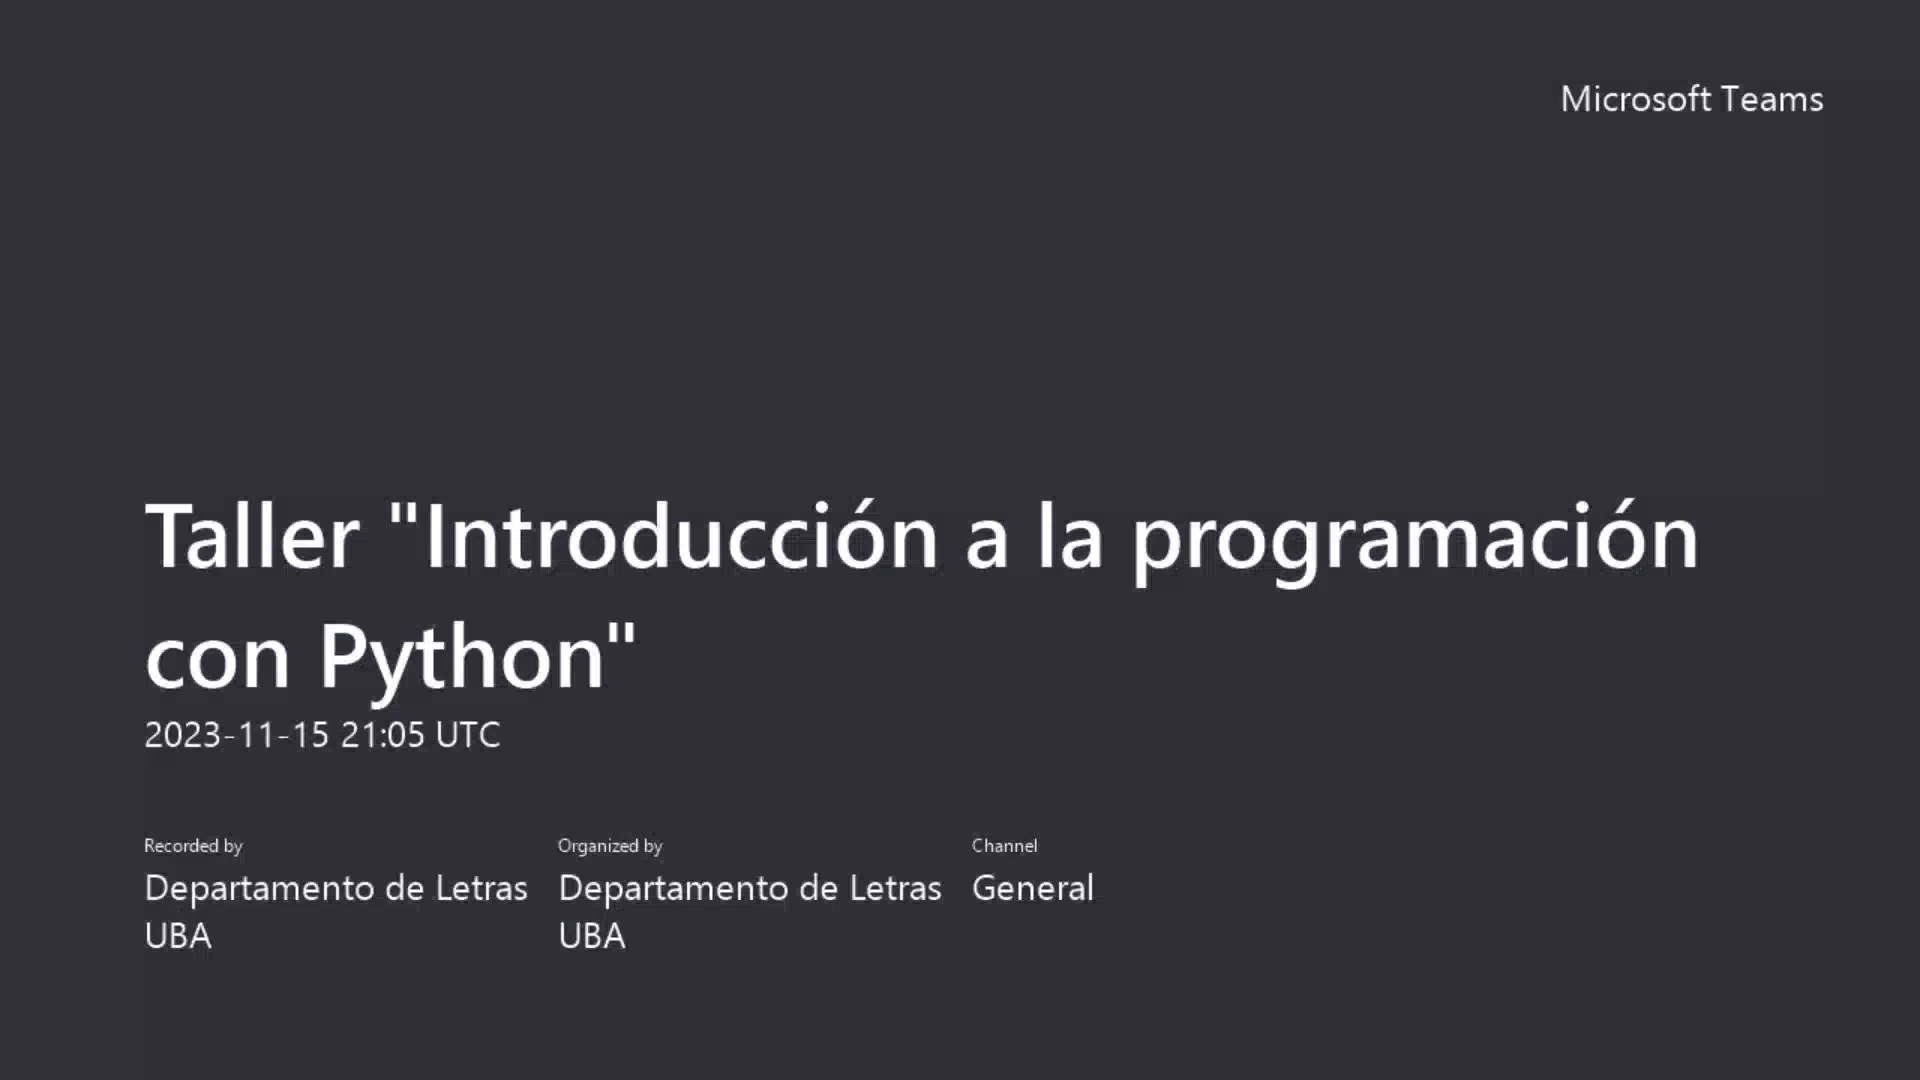 Microsoft Teams
Taller "Introducción a la programación
con Python"
2023-11-15 21:05 UTC
Recorded by
Departamento de Letras
UBA
Organized by
Departamento de Letras
UBA
Channel
General